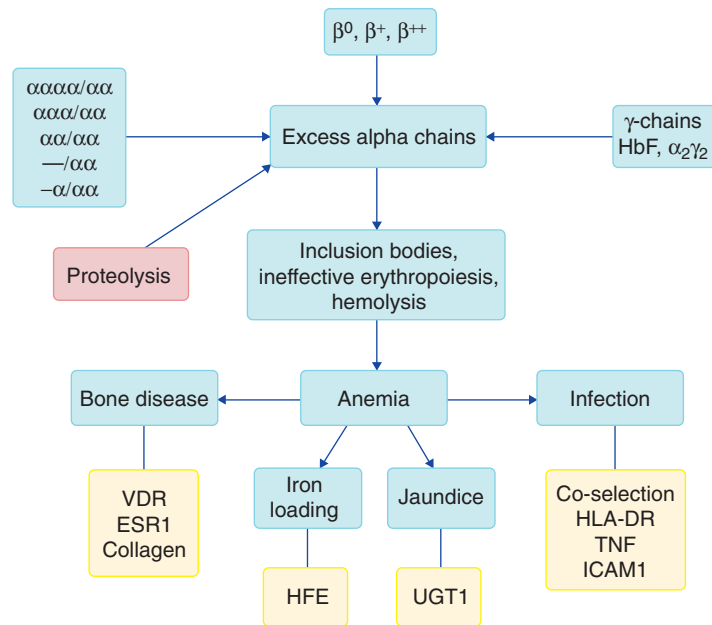 β⁰, β⁺, β⁺⁺
αααα/αα
ααα/αα
αα/αα
—/αα
–α/αα
Excess alpha chains
γ-chains
HbF, α₂γ₂
Proteolysis
Inclusion bodies,
ineffective erythropoiesis,
hemolysis
Bone disease
Anemia
Infection
VDR
ESR1
Collagen
Iron
loading
Jaundice
Co-selection
HLA-DR
TNF
ICAM1
HFE
UGT1